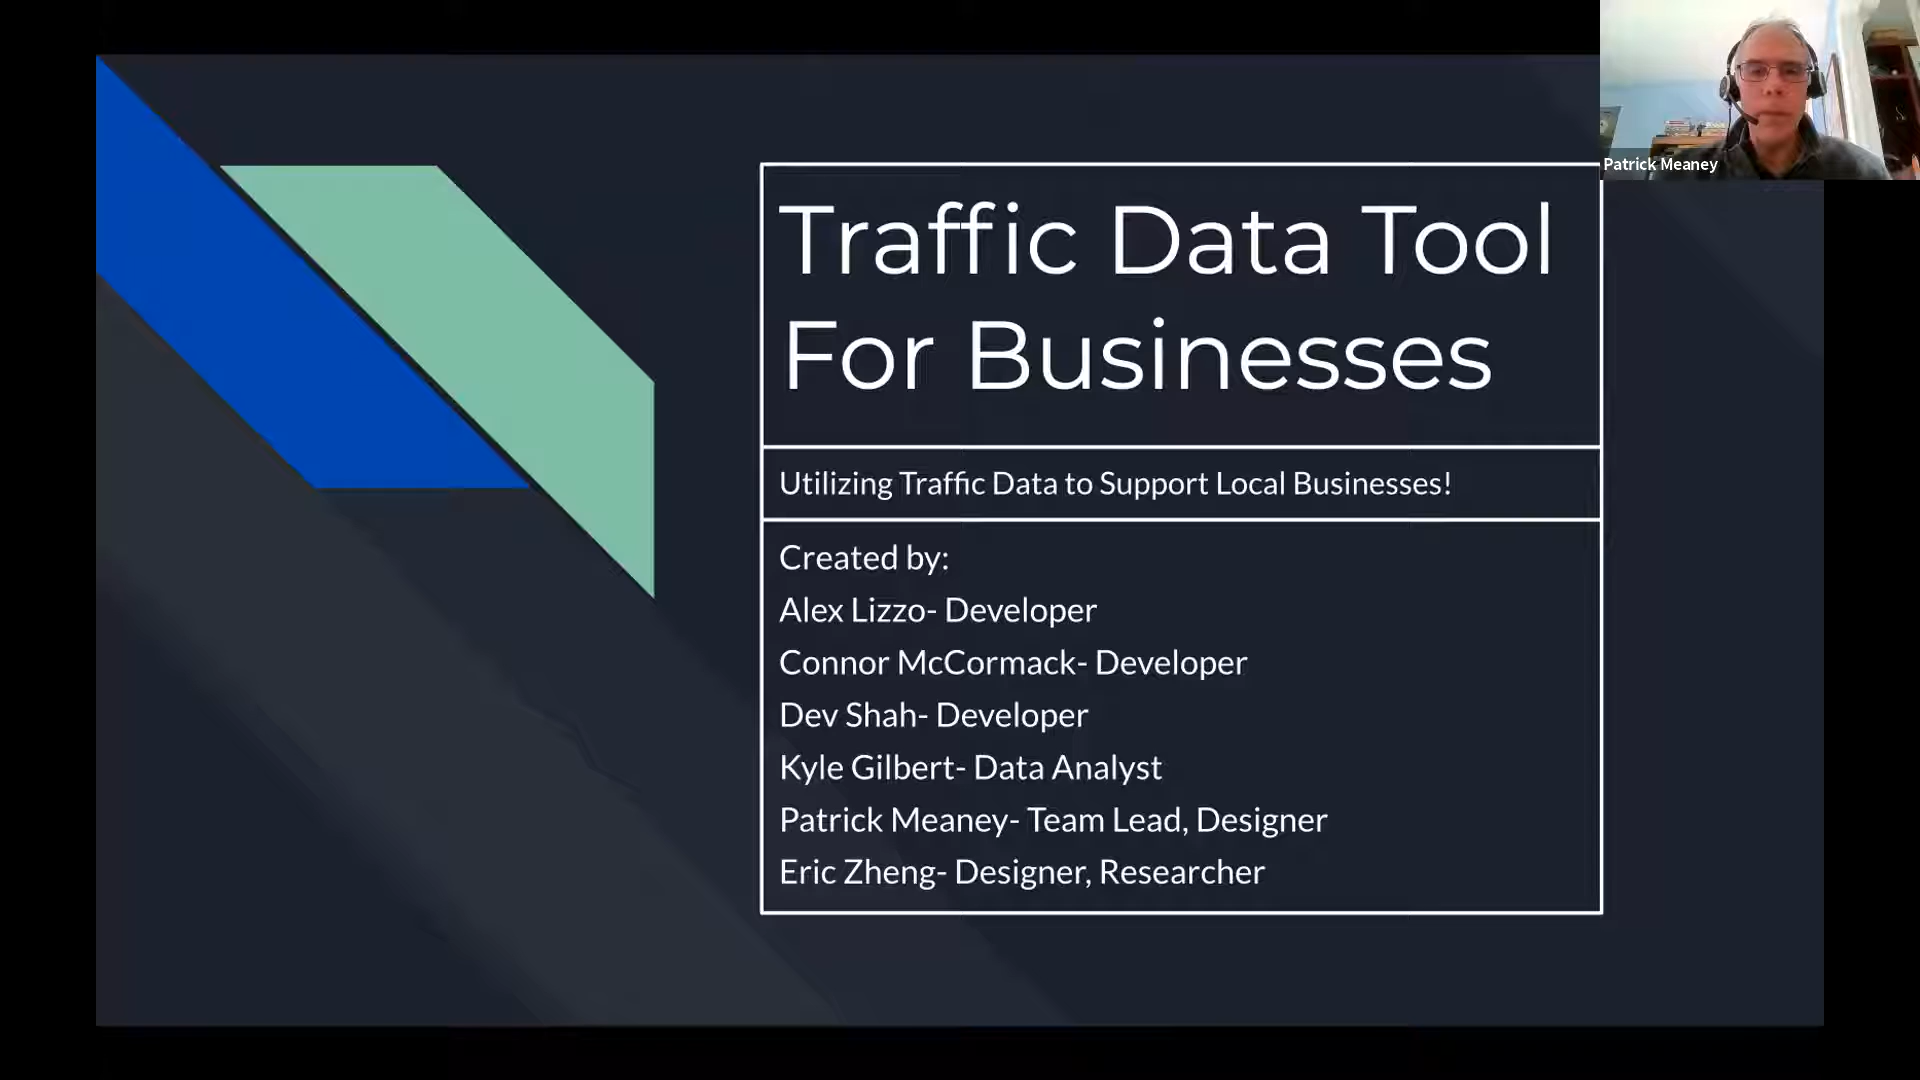 Traffic Data Tool
For Businesses
Utilizing Traffic Data to Support Local Businesses!
Created by:
Alex Lizzo- Developer
Connor McCormack- Developer
Dev Shah- Developer
Kyle Gilbert- Data Analyst
Patrick Meaney- Team Lead, Designer
Eric Zheng- Designer, Researcher
Patrick Meaney